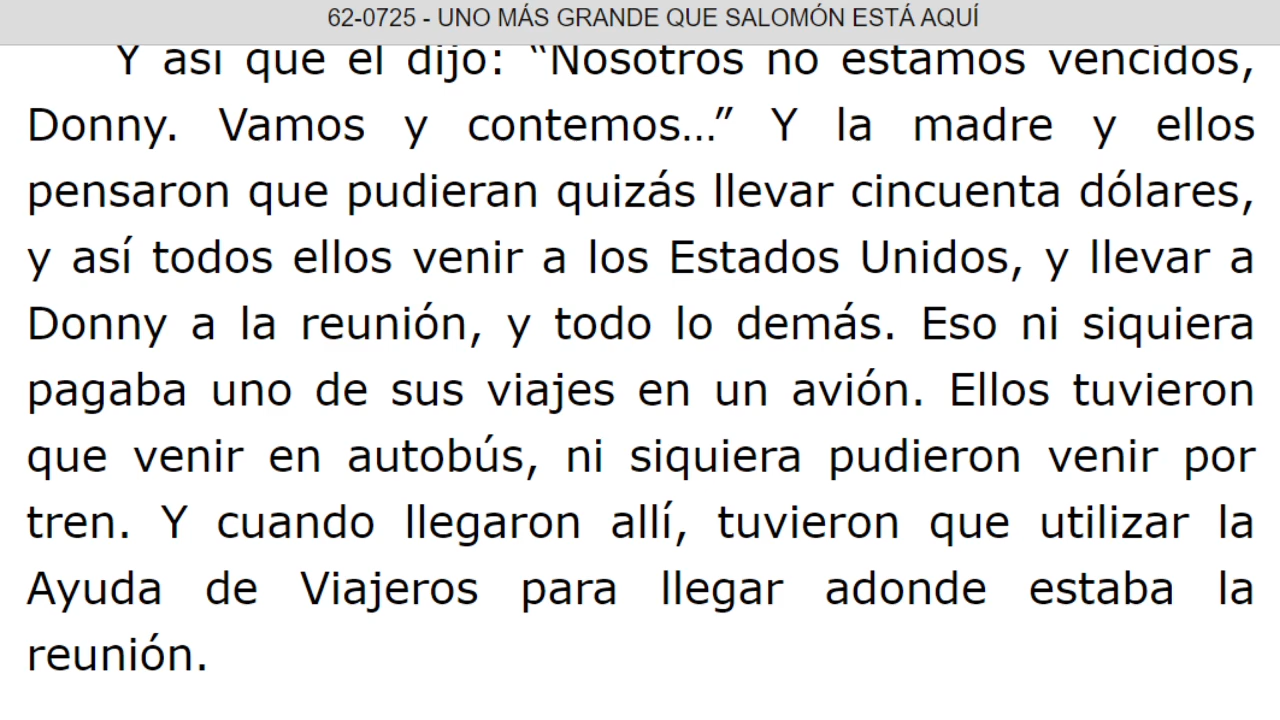 62-0725 - UNO MÁS GRANDE QUE SALOMÓN ESTÁ AQUÍ
Y así que él dijo: “Nosotros no estamos vencidos,
Donny. Vamos y contemos…” Y la madre y ellos
pensaron que pudieran quizás llevar cincuenta dólares,
y así todos ellos venir a los Estados Unidos, y llevar a
Donny a la reunión, y todo lo demás. Eso ni siquiera
pagaba uno de sus viajes en un avión. Ellos tuvieron
que venir en autobús, ni siquiera pudieron venir por
tren. Y cuando llegaron allí, tuvieron que utilizar la
Ayuda de Viajeros para llegar adonde estaba la
reunión.